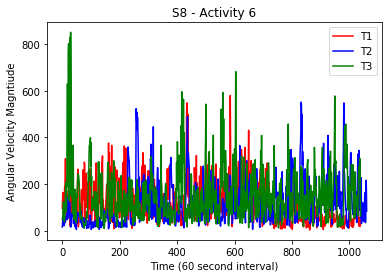 S8 - Activity 6
T1
T2
T3
Angular Velocity Magntiude
800
600
400
200
0
0 200 400 600 800 1000
Time (60 second interval)